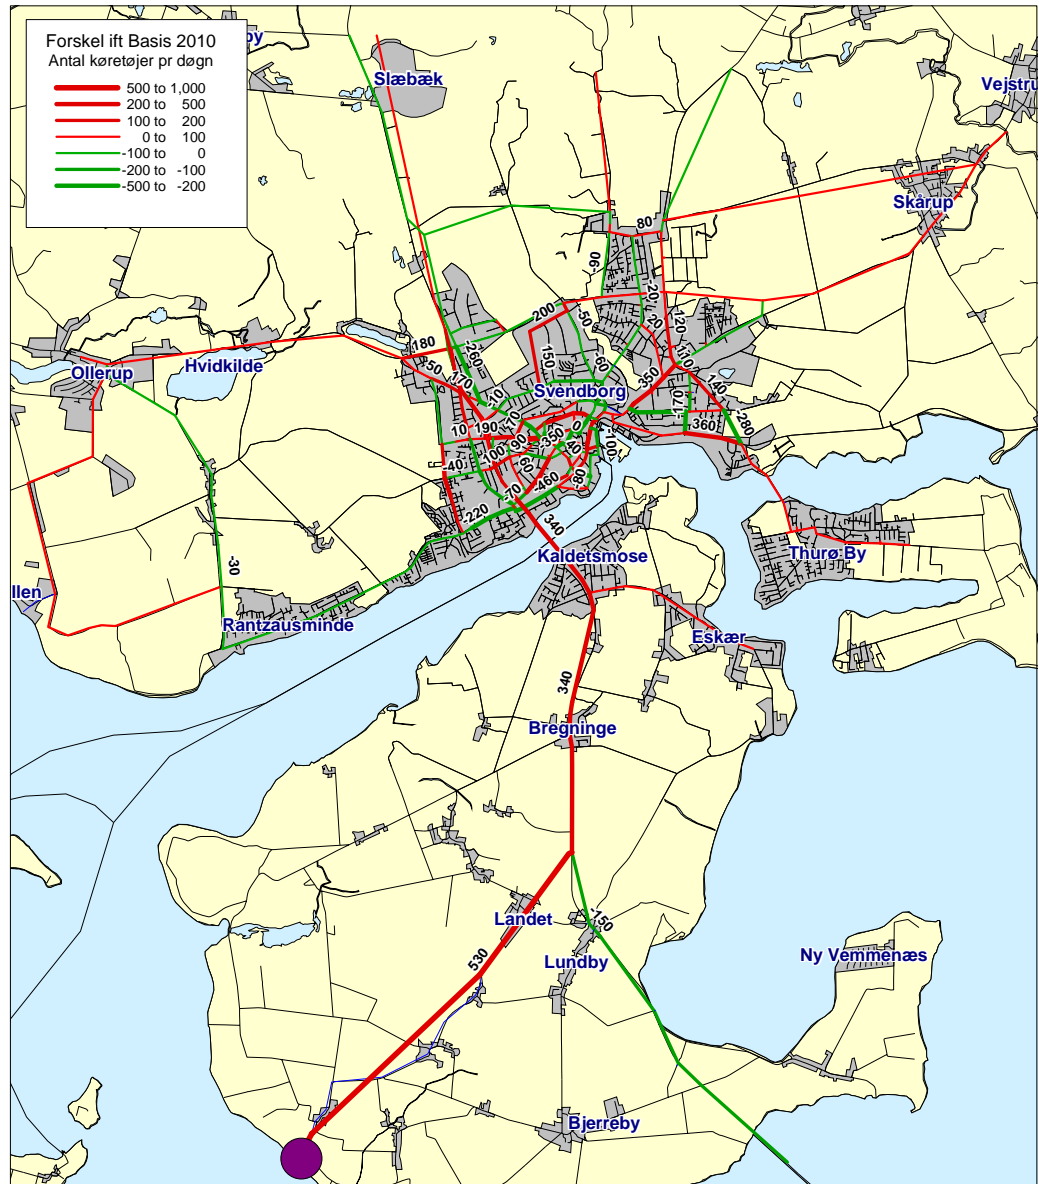 Forskel ift Basis 2010
Antal køretøjer pr døgn
500 to 1,000
200 to 500
100 to 200
0 to 100
-100 to 0
-200 to -100
-500 to -200
by
Slæbæk
Vejstru
Skårup
80
-90
200
-50
-20
120
-20
180
-260
150
-60
Ollerup
Hvidkilde
170
-10
Svendborg
350
140
-170
-280
360
-70
10
190
90
-350
0
-100
-100
40
-40
-60
-80
-460
-70
-220
340
Kaldetsmose
Thurø By
-30
llen
Rantzausminde
Eskær
340
Bregninge
Landet
-150
530
Lundby
Ny Vemmenæs
Bjerreby